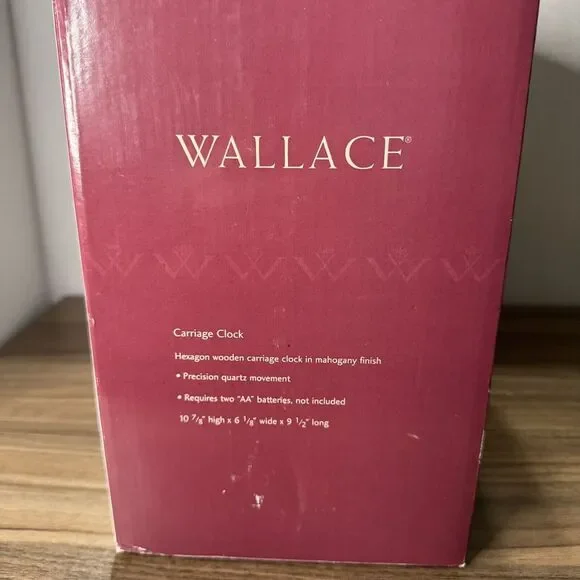 WALLACE®
Carriage Clock
Hexagon wooden carriage clock in mahogany finish
• Precision quartz movement
• Requires two "AA" batteries, not included
10 7/8" high x 6 1/8" wide x 9 1/2" long